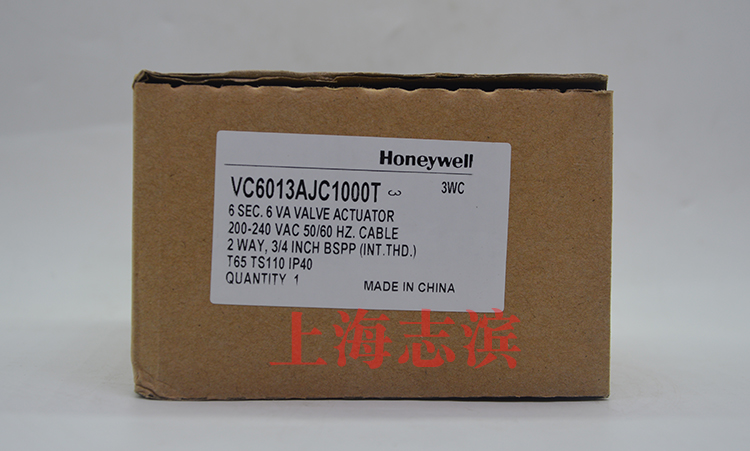 Honeywell
VC6013AJC1000T 3 3WC
6 SEC. 6 VA VALVE ACTUATOR
200-240 VAC 50/60 HZ. CABLE
2 WAY, 3/4 INCH BSPP (INT.THD.)
T65 TS110 IP40
QUANTITY 1 MADE IN CHINA
上海志滨